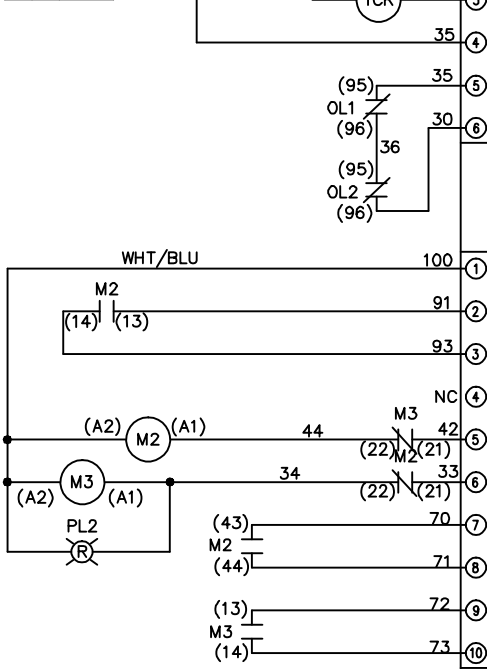 TCR 3
35 4
(95) 35 5
OL1
(96) 30 6
36
(95)
OL2
(96)
WHT/BLU 100 1
M2
(14) (13) 91 2
93 3
NC 4
M3
(A2) M2 (A1) 44 42 5
(22) (21)
M2
34 33 6
(A2) M3 (A1) (22) (21)
PL2
R
(43) 70 7
M2
(44) 71 8
(13) 72 9
M3
(14) 73 10